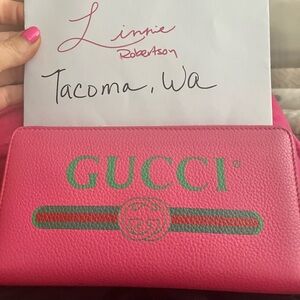 Linnie
Robertson
Tacoma, Wa
GUCCI®